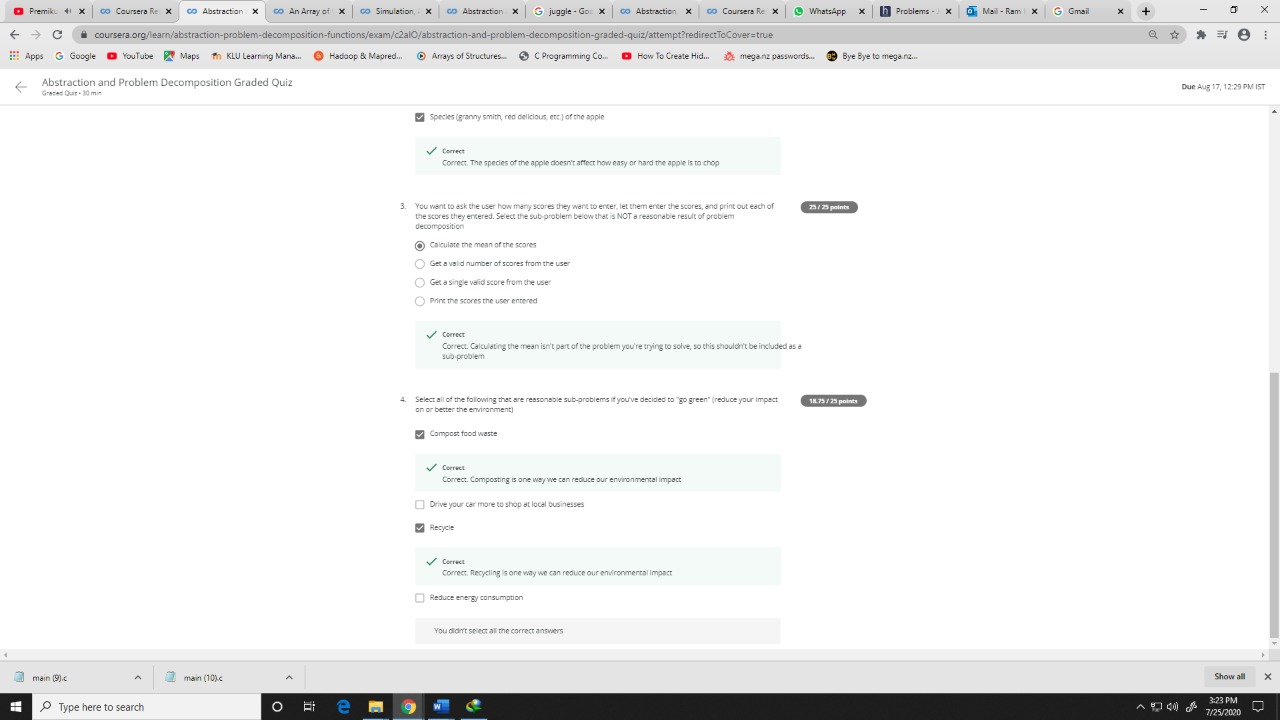 Premiku
Coursera Re
Abstraction
An Array of
Simulation,
Abstraction
juggle - Go
Abstraction
Coursera Re
WhatsApp
Problems -
Mail - Ram
Gmail
coursera.org/learn/abstraction-decomposition-functions/exam/c2alO/abstraction-and-problem-decomposition-graded-quiz/attempt?redirectToCover=true
Apps
Google
YouTube
Maps
KLU Learning Mana...
Hadoop & Mapred...
Arrays of Structures...
C Programming Co...
How To Create Hid...
mega.nz passwords...
Bye Bye to mega.nz...
Abstraction and Problem Decomposition Graded Quiz
Graded Quiz • 30 min
Due Aug 17, 12:29 PM IST
Species (granny smith, red delicious, etc.) of the apple
Correct
Correct. The species of the apple doesn't affect how easy or hard the apple is to chop
3. You want to ask the user how many scores they want to enter, let them enter the scores, and print out each of
the scores they entered. Select the sub-problem below that is NOT a reasonable result of problem
decomposition
25 / 25 points
Calculate the mean of the scores
Get a valid number of scores from the user
Get a single valid score from the user
Print the scores the user entered
Correct
Correct. Calculating the mean isn't part of the problem you're trying to solve, so this shouldn't be included as a
sub-problem
4. Select all of the following that are reasonable sub-problems if you've decided to "go green" (reduce your impact
on or better the environment)
18.75 / 25 points
Compost food waste
Correct
Correct. Composting is one way we can reduce our environmental impact
Drive your car more to shop at local businesses
Recycle
Correct
Correct. Recycling is one way we can reduce our environmental impact
Reduce energy consumption
You didn't select all the correct answers
main (9).c
main (10).c
Show all
Type here to search
3:23 PM
7/25/2020